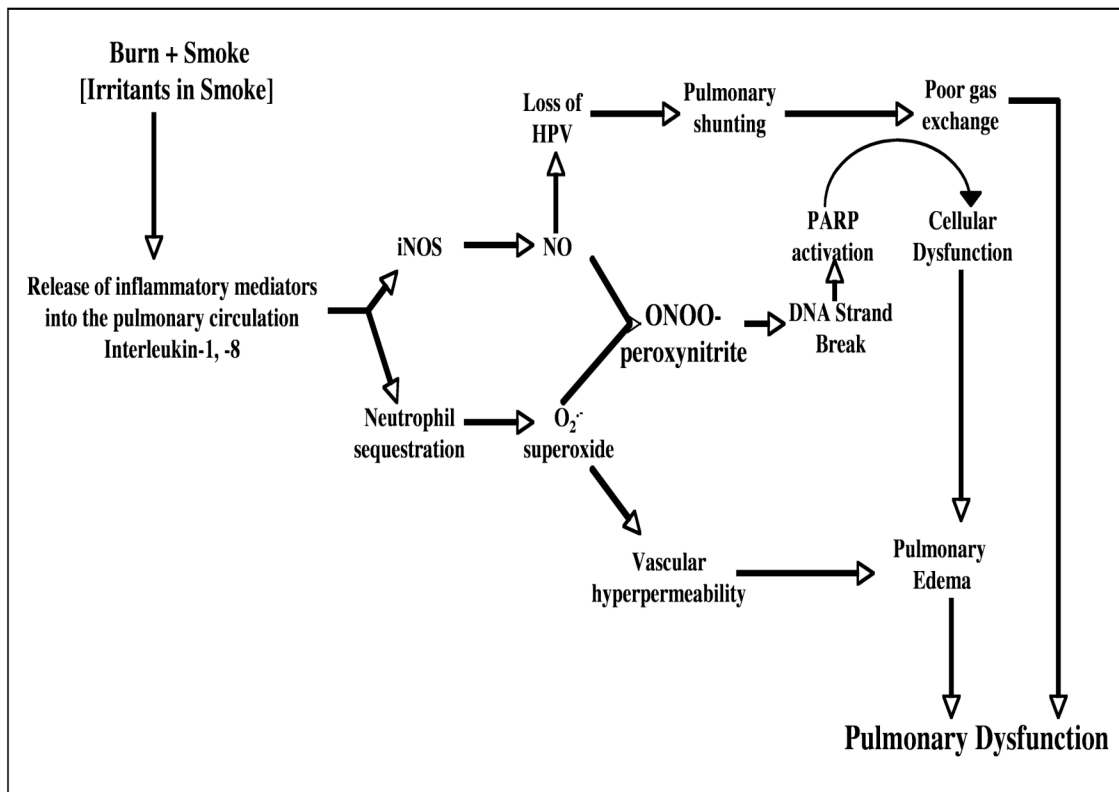 Burn + Smoke
[Irritants in Smoke]
Loss of
HPV
Pulmonary
shunting
Poor gas
exchange
iNOS
NO
PARP
activation
Cellular
Dysfunction
Release of inflammatory mediators
into the pulmonary circulation
Interleukin-1, -8
ONOO-
peroxynitrite
DNA Strand
Break
Neutrophil
sequestration
O₂·-
superoxide
Vascular
hyperpermeability
Pulmonary
Edema
Pulmonary Dysfunction